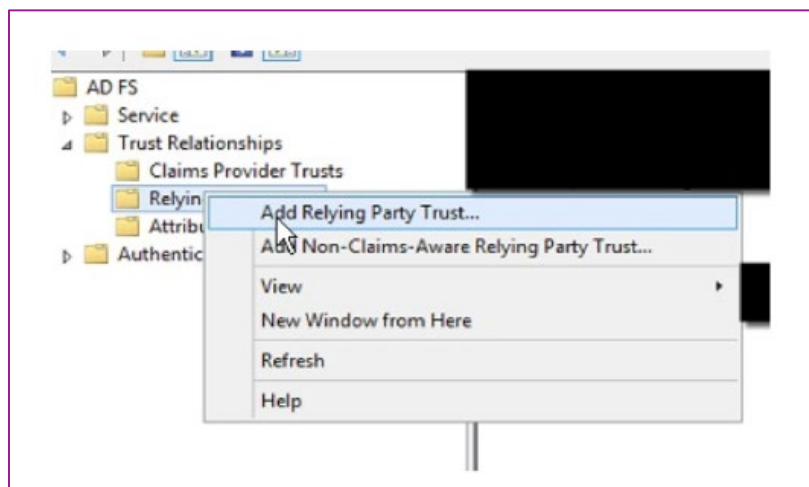 AD FS
Service
Trust Relationships
Claims Provider Trusts
Relyin
Add Relying Party Trust...
Attribu
Add Non-Claims-Aware Relying Party Trust...
Authentic
View
New Window from Here
Refresh
Help